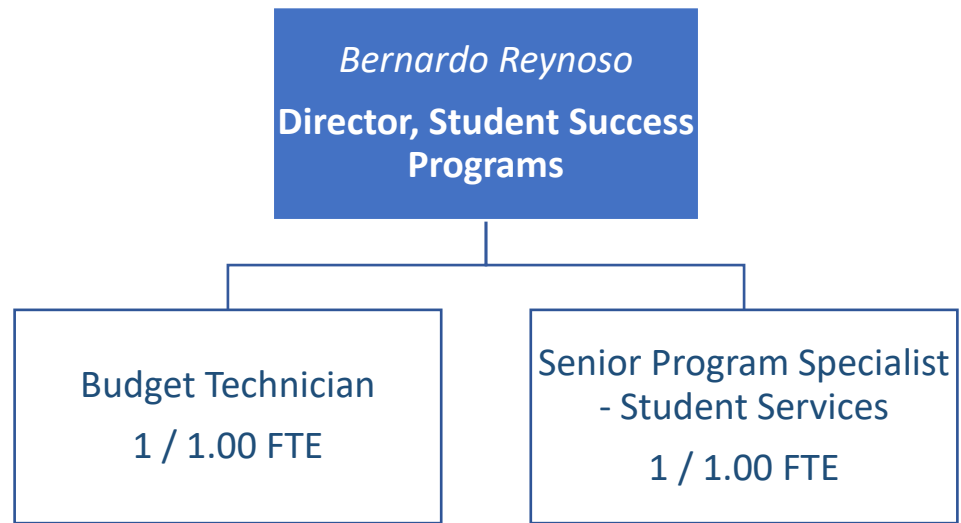 Bernardo Reynoso
Director, Student Success
Programs
Budget Technician
1 / 1.00 FTE
Senior Program Specialist
- Student Services
1 / 1.00 FTE